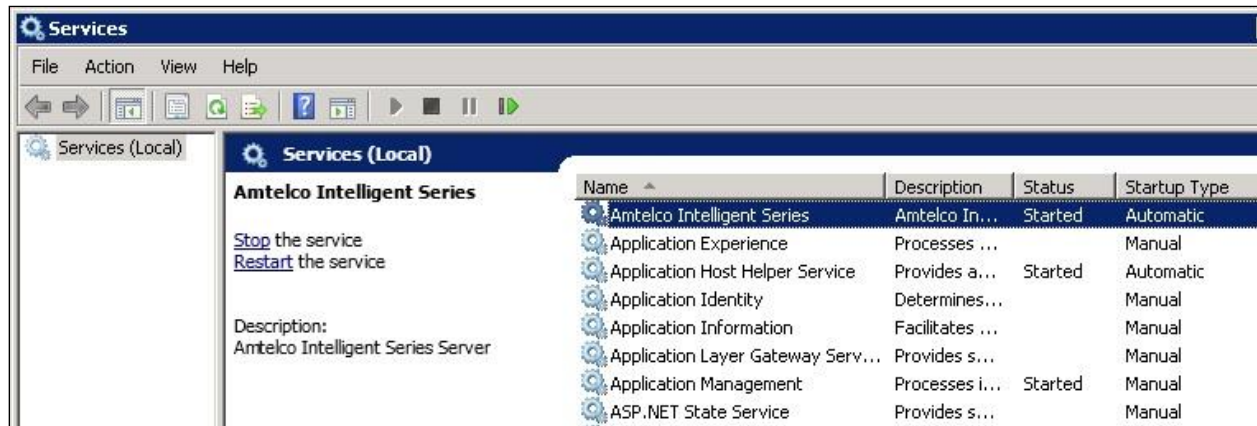 Services
File Action View Help
Services (Local)
Services (Local)
Amtelco Intelligent Series
Stop the service
Restart the service
Description:
Amtelco Intelligent Series Server
Name Description Status Startup Type
Amtelco Intelligent Series Amtelco In... Started Automatic
Application Experience Processes ... Manual
Application Host Helper Service Provides a... Started Automatic
Application Identity Determines... Manual
Application Information Facilitates ... Manual
Application Layer Gateway Serv... Provides s... Manual
Application Management Processes i... Started Manual
ASP.NET State Service Provides s... Manual